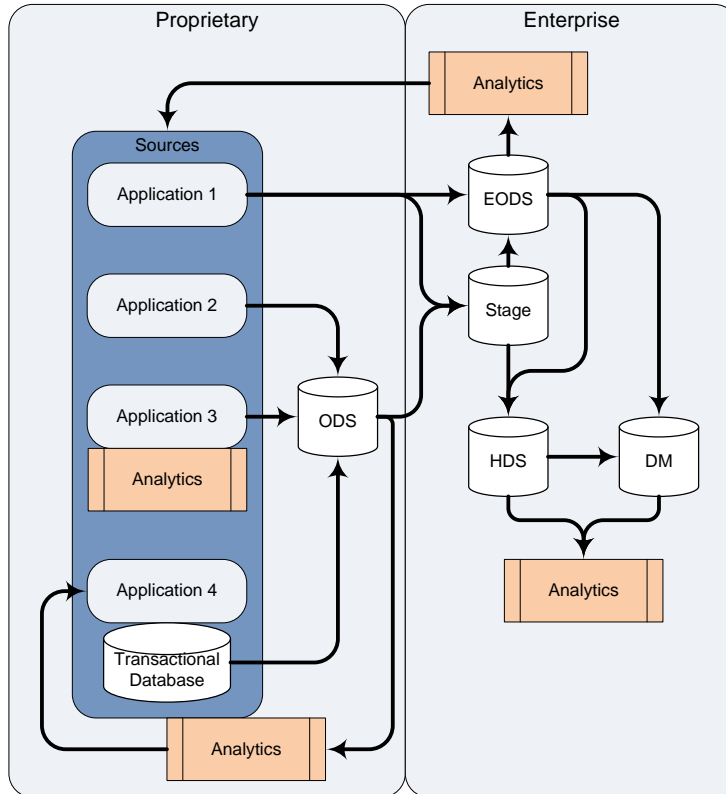 Proprietary
Enterprise
Analytics
Sources
Application 1
EODS
Application 2
Stage
Application 3
ODS
Analytics
HDS
DM
Application 4
Analytics
Transactional
Database
Analytics